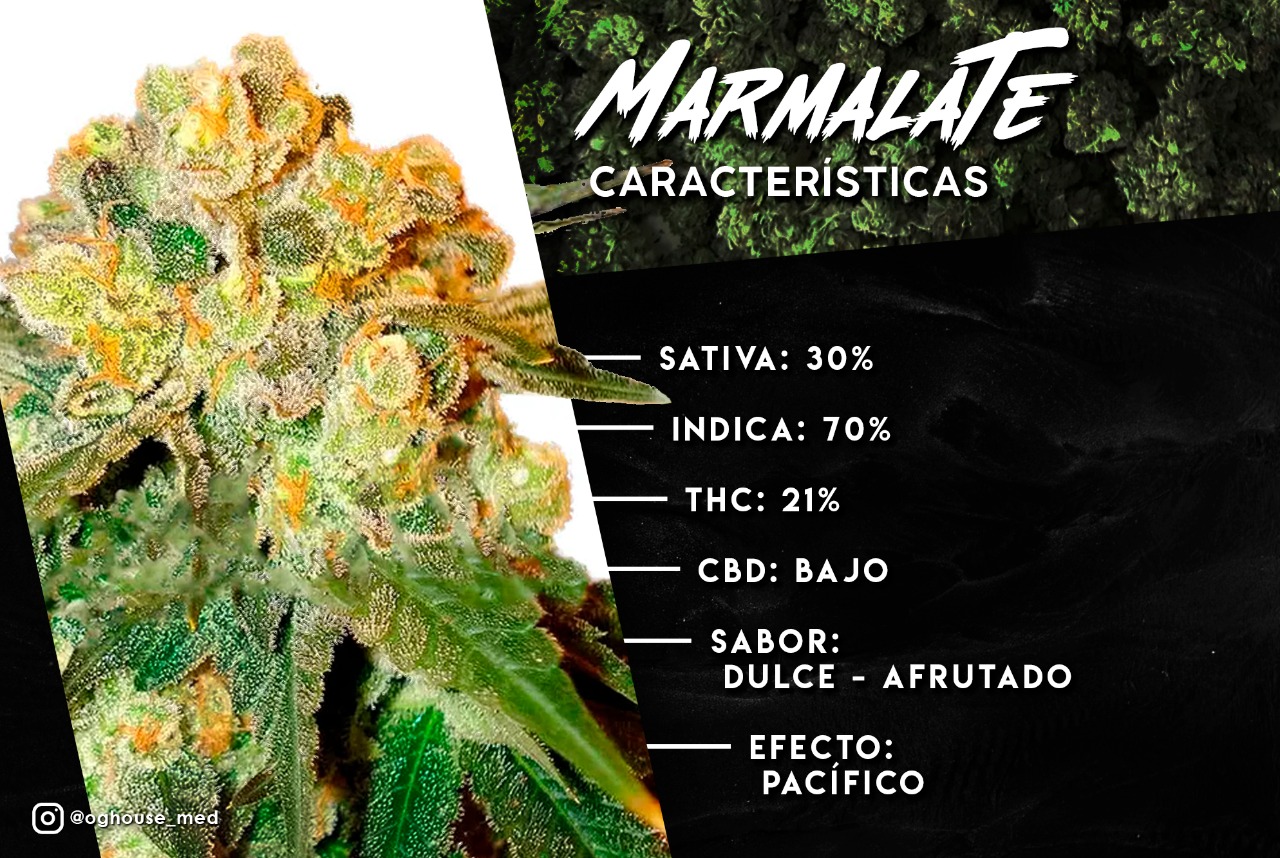 MARMALATE
CARACTERÍSTICAS
SATIVA: 30%
INDICA: 70%
THC: 21%
CBD: BAJO
SABOR:
DULCE - AFRUTADO
EFECTO:
PACÍFICO
@oghouse_med